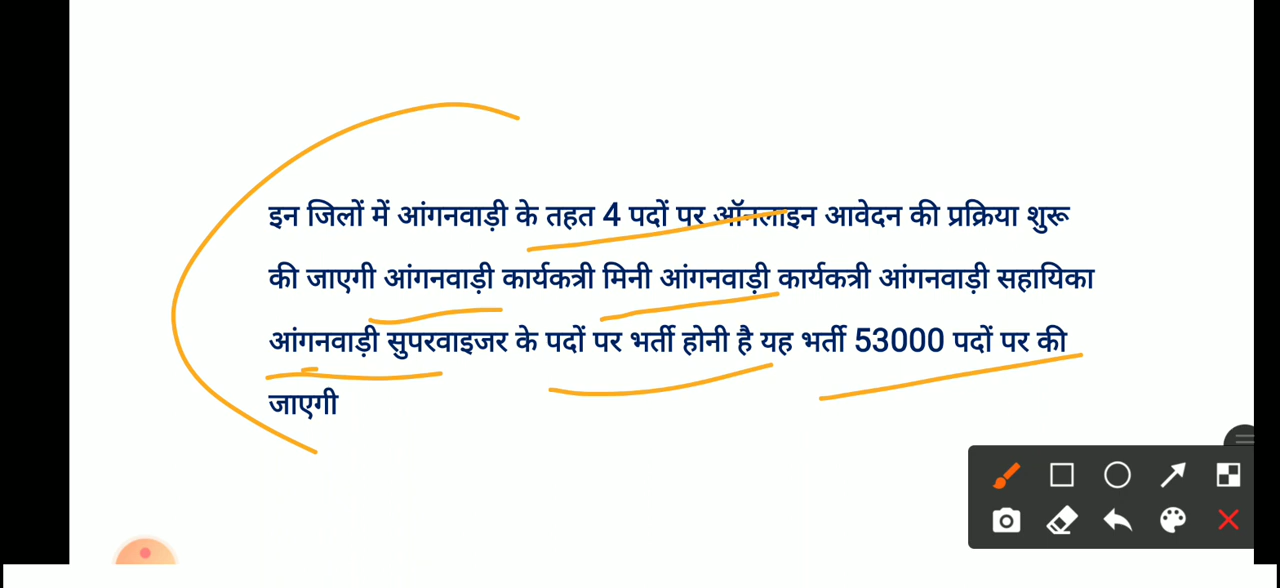 इन जिलों में आंगनवाड़ी के तहत 4 पदों पर ऑनलाइन आवेदन की प्रक्रिया शुरू
की जाएगी आंगनवाड़ी कार्यकत्री मिनी आंगनवाड़ी कार्यकत्री आंगनवाड़ी सहायिका
आंगनवाड़ी सुपरवाइजर के पदों पर भर्ती होनी है यह भर्ती 53000 पदों पर की
जाएगी